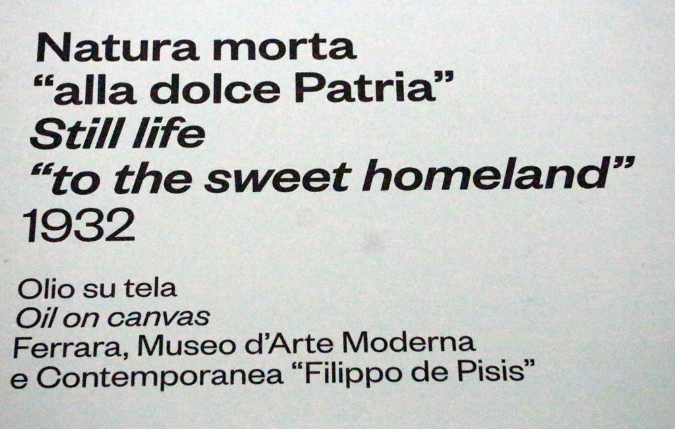 Natura morta
“alla dolce Patria”
Still life
“to the sweet homeland”
1932
Olio su tela
Oil on canvas
Ferrara, Museo d’Arte Moderna
e Contemporanea “Filippo de Pisis”